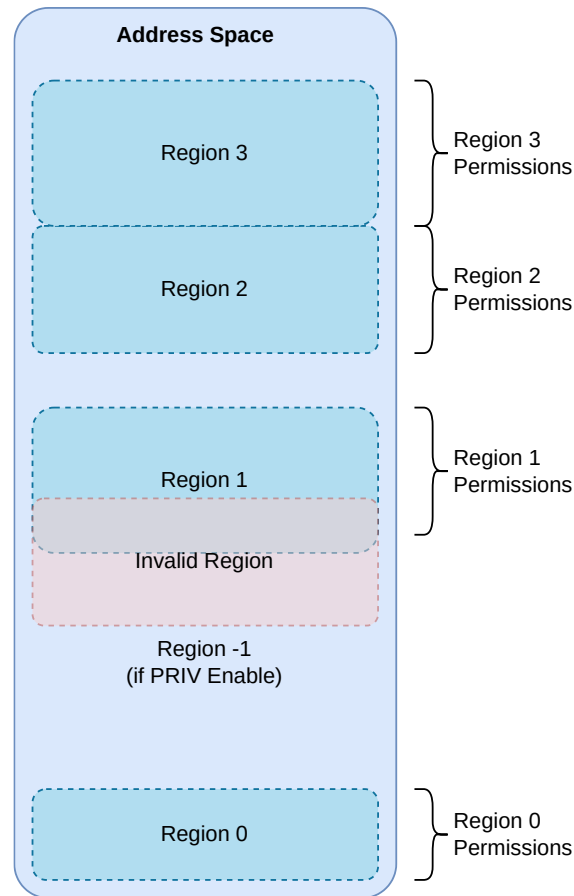 Address Space
Region 3
Region 3
Permissions
Region 2
Region 2
Permissions
Region 1
Region 1
Permissions
Invalid Region
Region -1
(if PRIV Enable)
Region 0
Region 0
Permissions